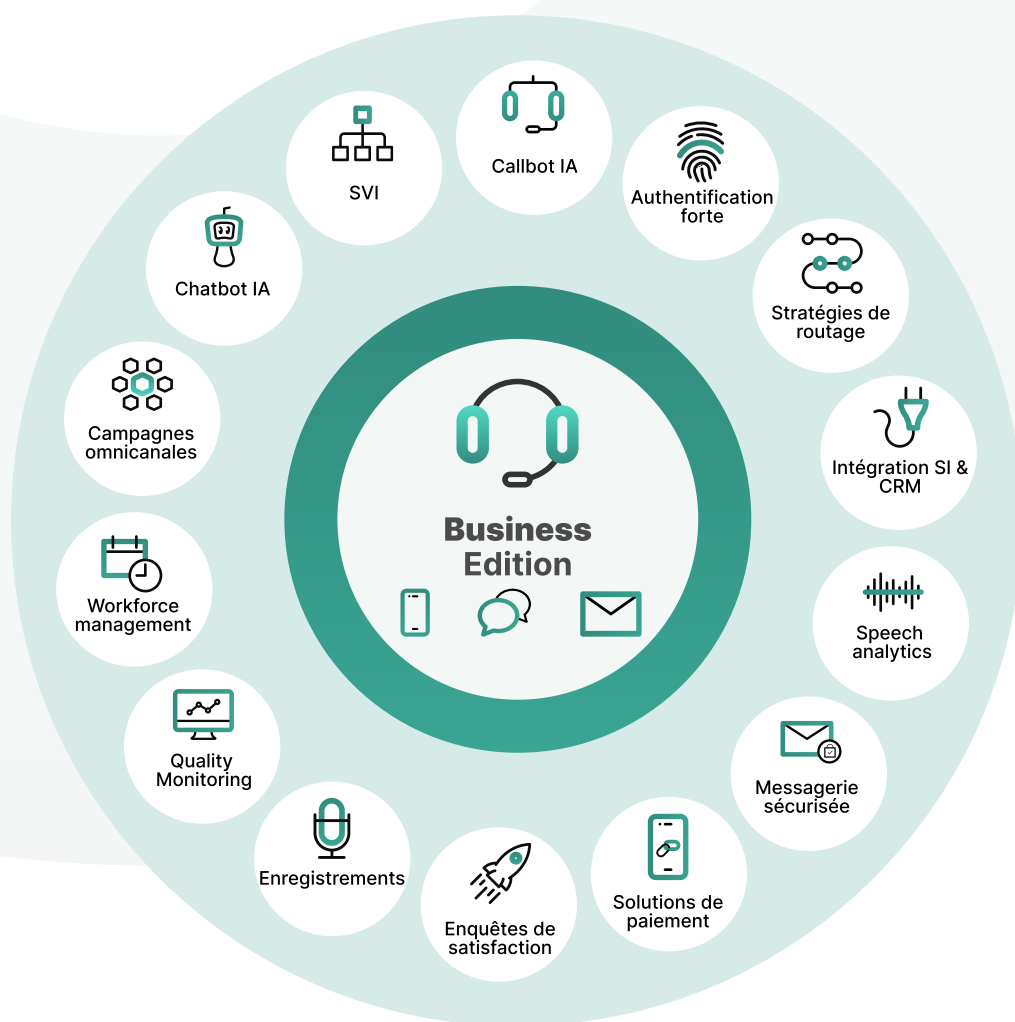 Callbot IA
Authentification
forte
Stratégies de
routage
Intégration SI &
CRM
Speech
analytics
Messagerie
sécurisée
Solutions de
paiement
Enquêtes de
satisfaction
Enregistrements
Quality
Monitoring
Workforce
management
Campagnes
omnicanales
Chatbot IA
SVI
Business
Edition